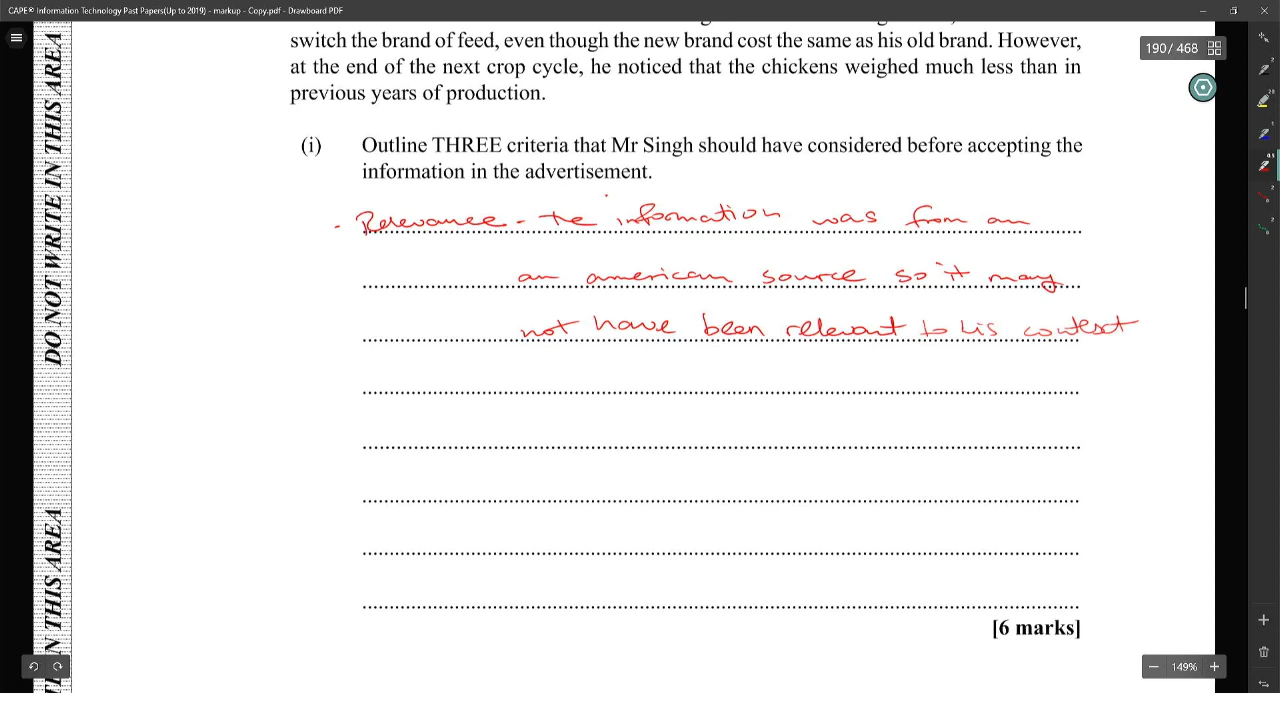 CAPE® Information Technology Past Papers(Up to 2019) - markup - Copy.pdf - Drawboard PDF
190 / 468
the brand of feed, even though the new brand cost the same as his old brand. However,
at the end of the next crop cycle, he noticed that the chickens weighed much less than in
previous years of production.
(i) Outline THREE criteria that Mr Singh should have considered before accepting the
information in the advertisement.
- Relevance - te information was from an
an american source so it may
not have been relevant to his context
[6 marks]
DO NOT WRITE IN THIS AREA
IN THIS AREA
149%